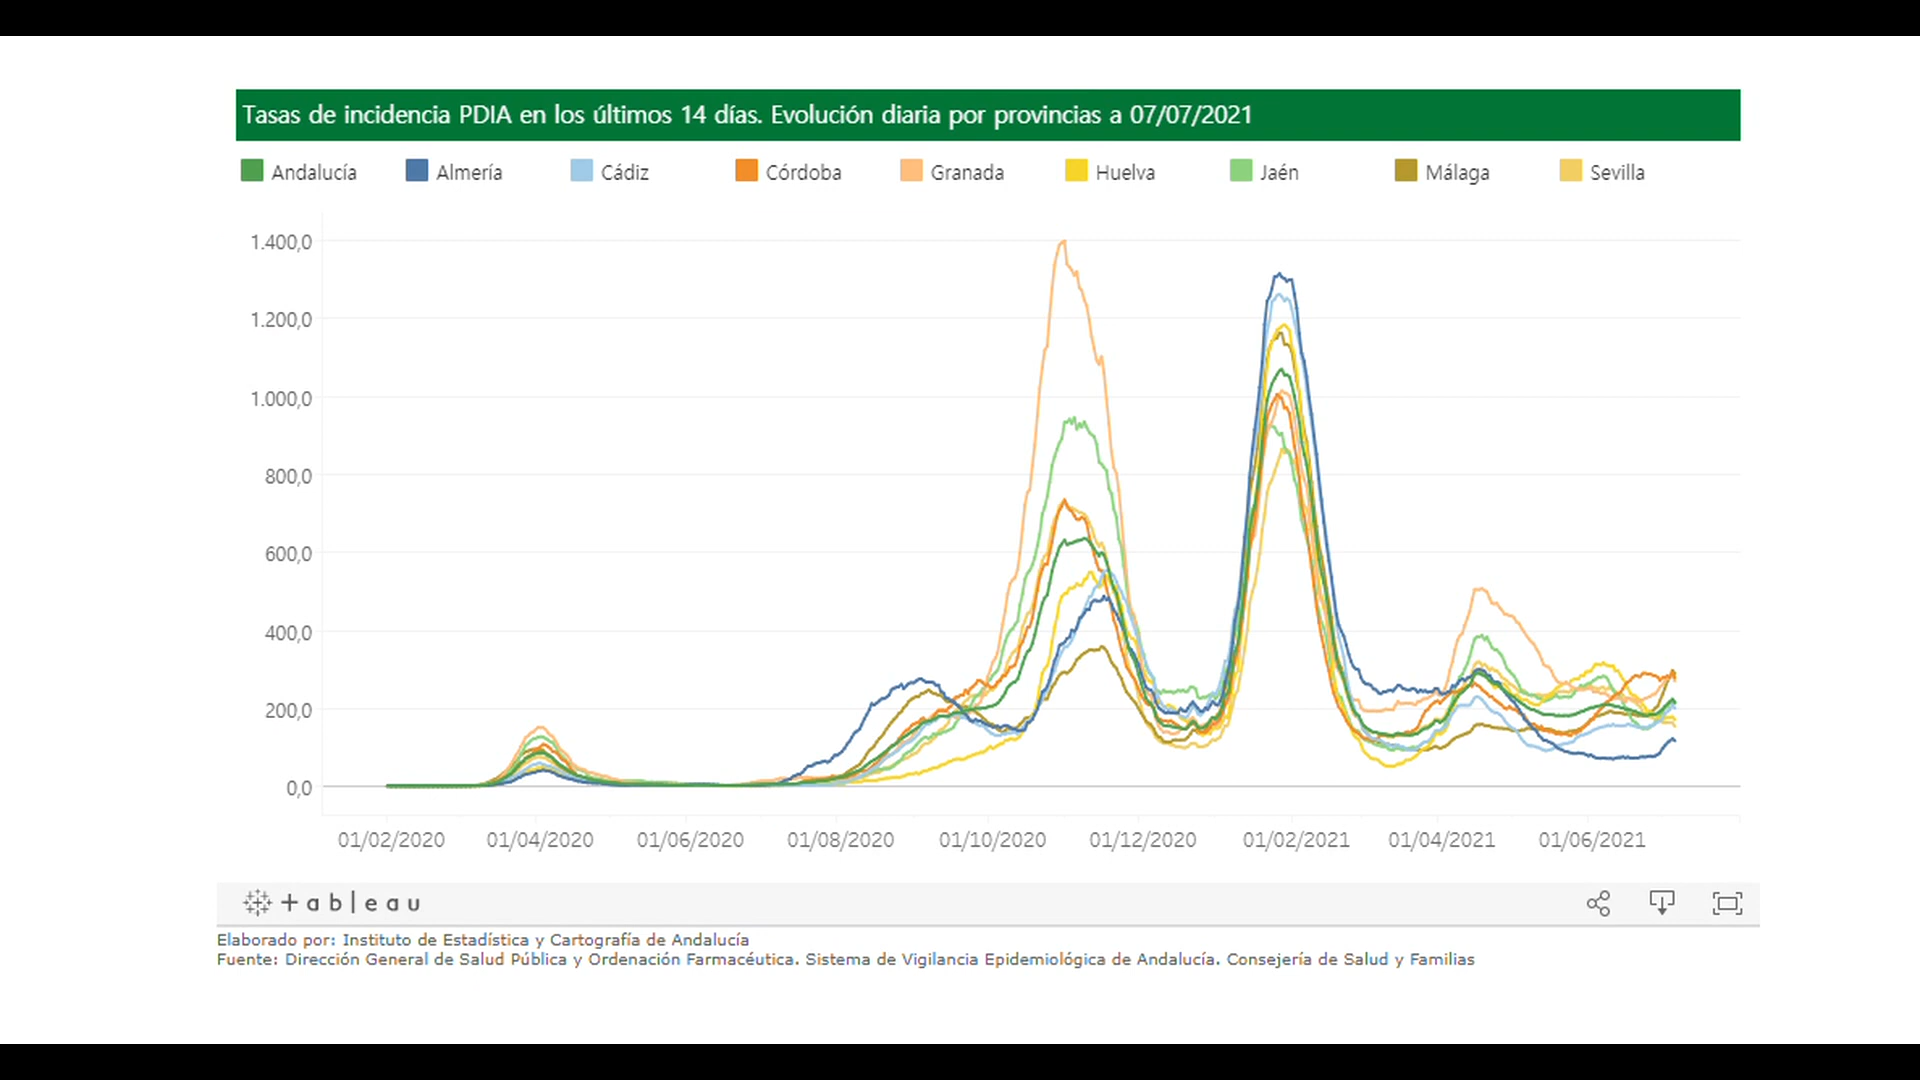 Tasas de incidencia PDIA en los últimos 14 días. Evolución diaria por provincias a 07/07/2021
Andalucía Almería Cádiz Córdoba Granada Huelva Jaén Málaga Sevilla
1.400,0
1.200,0
1.000,0
800,0
600,0
400,0
200,0
0,0
01/02/2020 01/04/2020 01/06/2020 01/08/2020 01/10/2020 01/12/2020 01/02/2021 01/04/2021 01/06/2021
+ableau
Elaborado por: Instituto de Estadística y Cartografía de Andalucía
Fuente: Dirección General de Salud Pública y Ordenación Farmacéutica. Sistema de Vigilancia Epidemiológica de Andalucía. Consejería de Salud y Familias